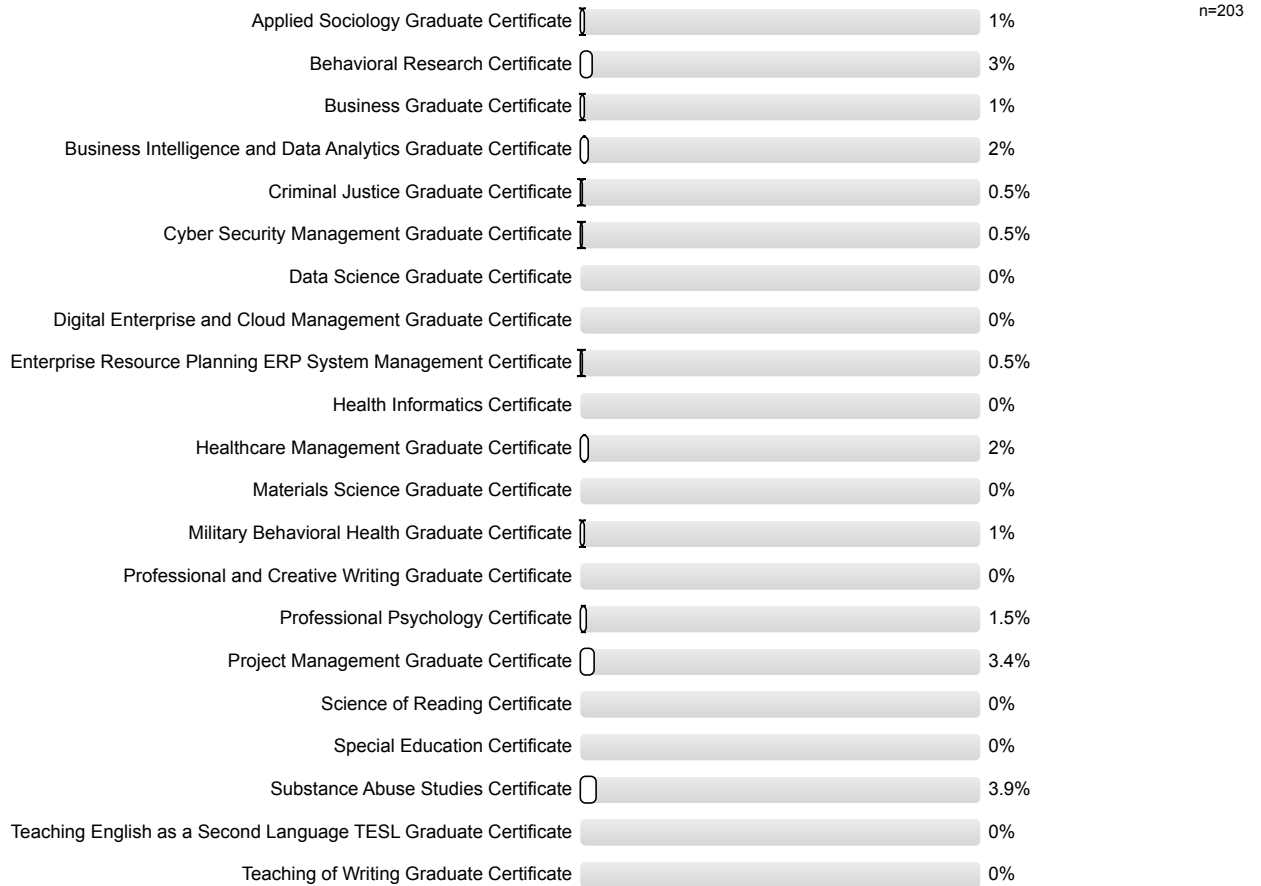 Applied Sociology Graduate Certificate 1% n=203
Behavioral Research Certificate 3%
Business Graduate Certificate 1%
Business Intelligence and Data Analytics Graduate Certificate 2%
Criminal Justice Graduate Certificate 0.5%
Cyber Security Management Graduate Certificate 0.5%
Data Science Graduate Certificate 0%
Digital Enterprise and Cloud Management Graduate Certificate 0%
Enterprise Resource Planning ERP System Management Certificate 0.5%
Health Informatics Certificate 0%
Healthcare Management Graduate Certificate 2%
Materials Science Graduate Certificate 0%
Military Behavioral Health Graduate Certificate 1%
Professional and Creative Writing Graduate Certificate 0%
Professional Psychology Certificate 1.5%
Project Management Graduate Certificate 3.4%
Science of Reading Certificate 0%
Special Education Certificate 0%
Substance Abuse Studies Certificate 3.9%
Teaching English as a Second Language TESL Graduate Certificate 0%
Teaching of Writing Graduate Certificate 0%